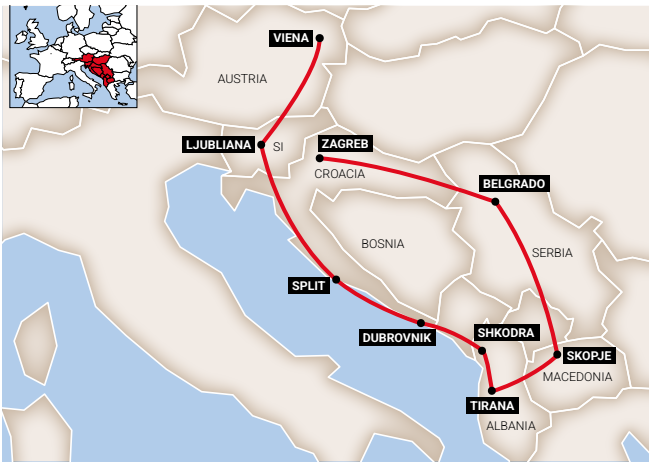 VIENA
AUSTRIA
LJUBLIANA
SI
ZAGREB
CROACIA
BELGRADO
BOSNIA
SERBIA
SPLIT
DUBROVNIK
SHKODRA
SKOPJE
MACEDONIA
TIRANA
ALBANIA